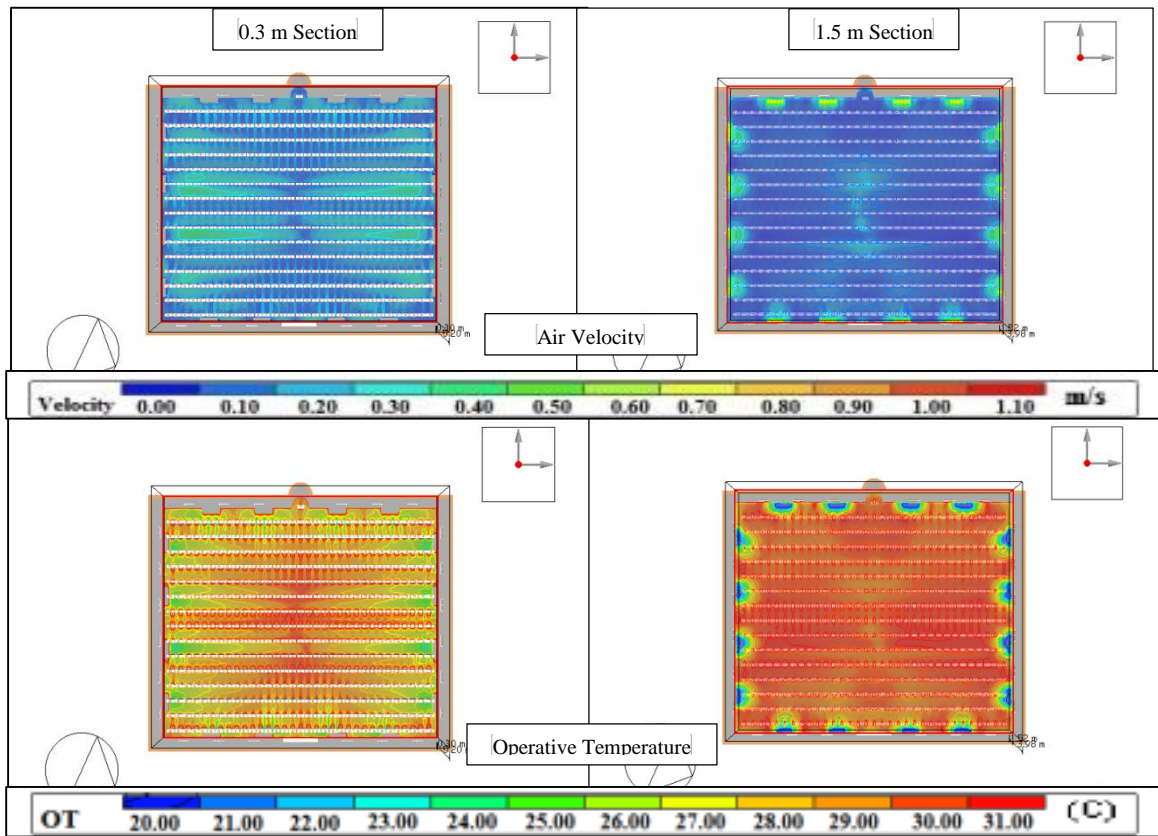 0.3 m Section
1.5 m Section
Air Velocity
Velocity 0.00 0.10 0.20 0.30 0.40 0.50 0.60 0.70 0.80 0.90 1.00 1.10 m/s
Operative Temperature
OT 20.00 21.00 22.00 23.00 24.00 25.00 26.00 27.00 28.00 29.00 30.00 31.00 (C)